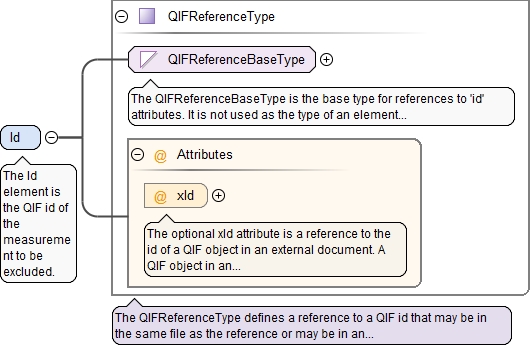 QIFReferenceType
QIFReferenceBaseType
The QIFReferenceBaseType is the base type for references to 'id'
attributes. It is not used as the type of an element...
Id
The Id
element is
the QIF id of
the
measureme
nt to be
excluded.
@ Attributes
@ xId
The optional xId attribute is a reference to the
id of a QIF object in an external document. A
QIF object in an...
The QIFReferenceType defines a reference to a QIF id that may be in
the same file as the reference or may be in an...